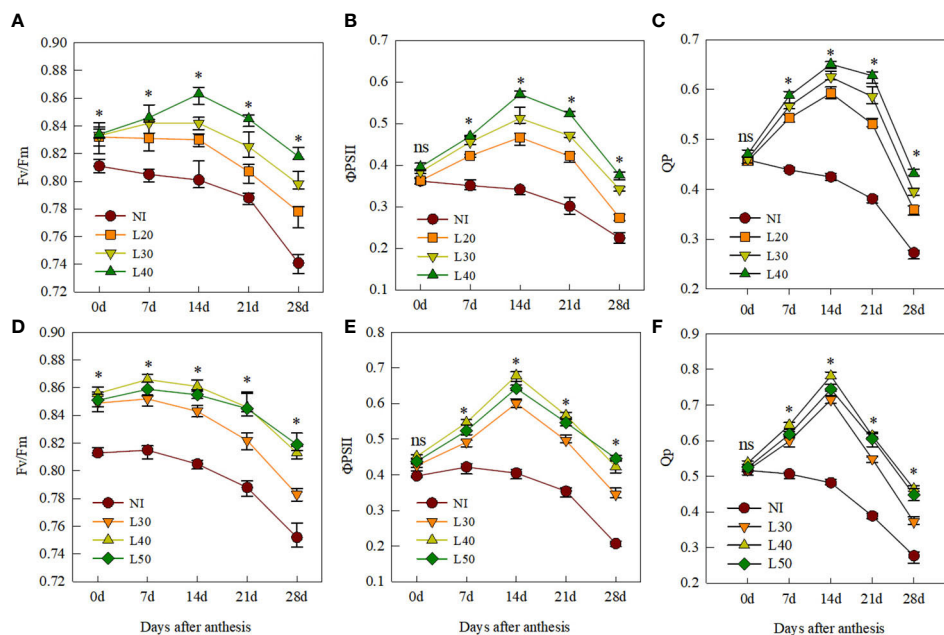 A
Fv/Fm
0.90
0.88
0.86
0.84
0.82
0.80
0.78
0.76
0.74
0.72
*
*
*
*
*
NI
L20
L30
L40
0d
7d
14d
21d
28d
B
ΦPSII
0.7
0.6
0.5
0.4
0.3
0.2
0.1
ns
*
*
*
*
NI
L20
L30
L40
0d
7d
14d
21d
28d
C
QP
0.7
0.6
0.5
0.4
0.3
0.2
ns
*
*
*
*
NI
L20
L30
L40
0d
7d
14d
21d
28d
D
Fv/Fm
0.90
0.88
0.86
0.84
0.82
0.80
0.78
0.76
0.74
0.72
*
*
*
*
*
NI
L30
L40
L50
0d
7d
14d
21d
28d
Days after anthesis
E
ΦPSII
0.8
0.7
0.6
0.5
0.4
0.3
0.2
0.1
ns
*
*
*
*
NI
L30
L40
L50
0d
7d
14d
21d
28d
Days after anthesis
F
Qp
0.9
0.8
0.7
0.6
0.5
0.4
0.3
0.2
ns
*
*
*
*
NI
L30
L40
L50
0d
7d
14d
21d
28d
Days after anthesis